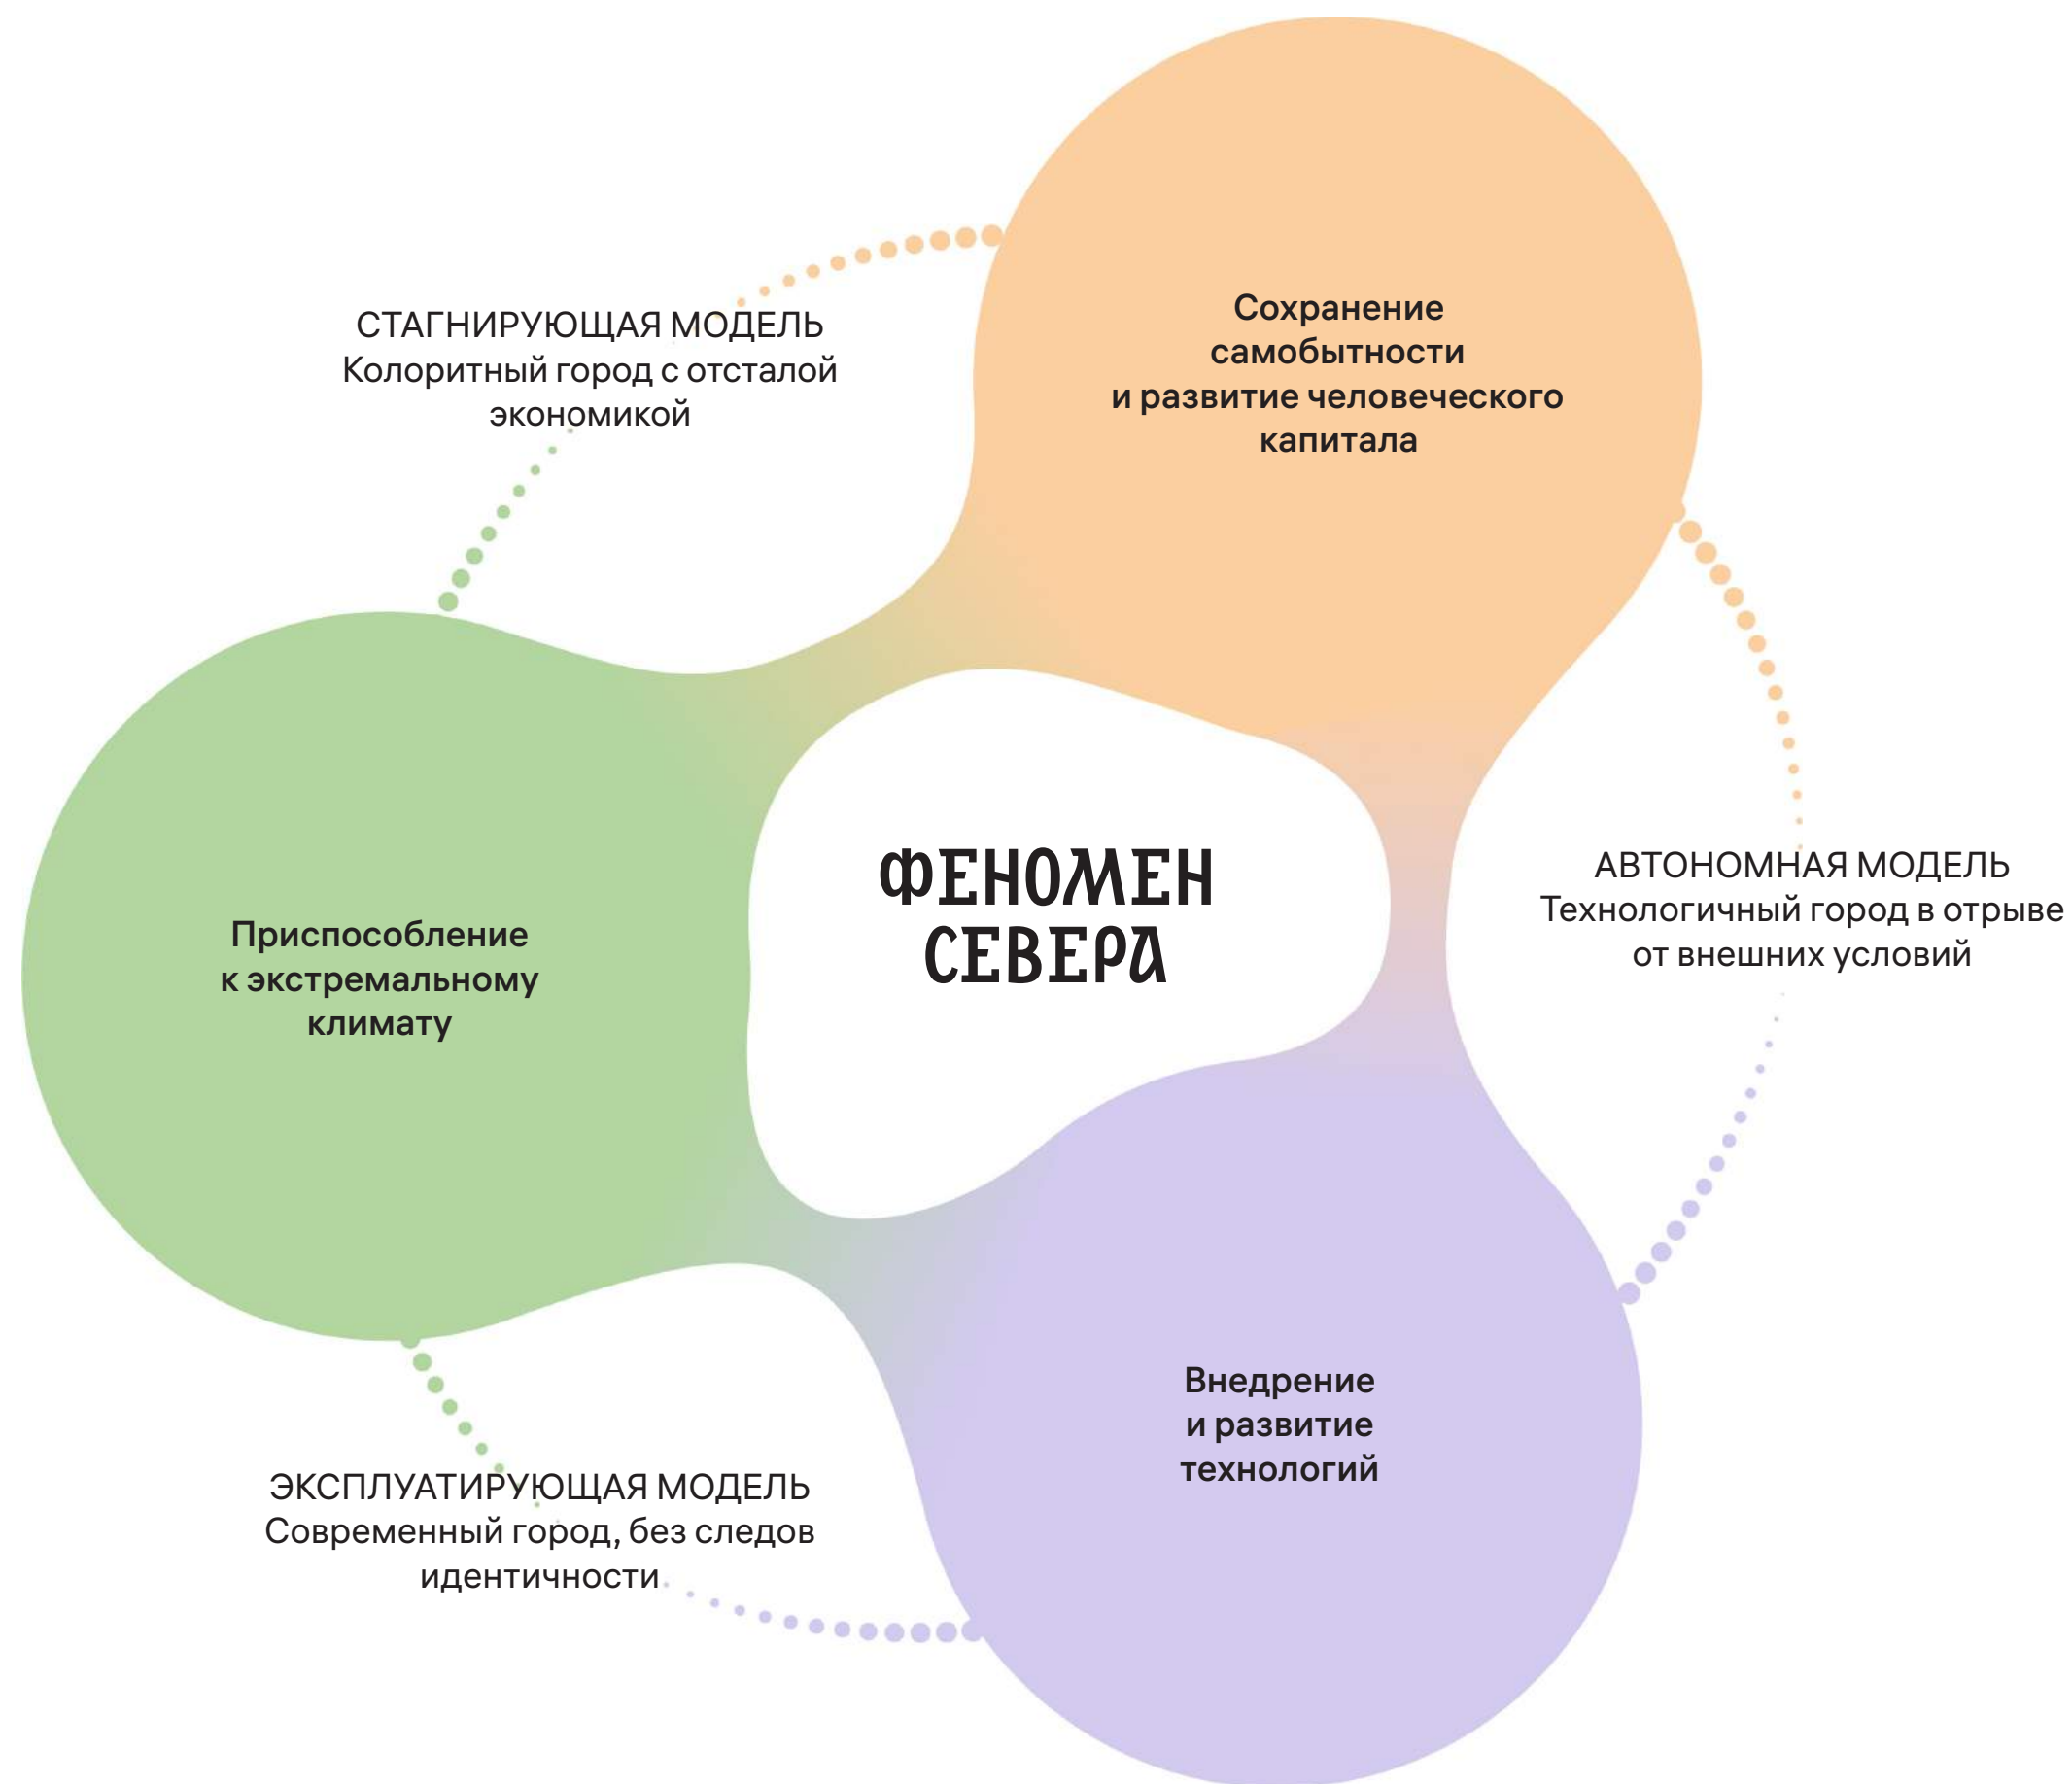 Сохранение
самобытности
и развитие человеческого
капитала
СТАГНИРУЮЩАЯ МОДЕЛЬ
Колоритный город с отсталой
экономикой
ФЕНОМЕН
СЕВЕРА
АВТОНОМНАЯ МОДЕЛЬ
Технологичный город в отрыве
от внешних условий
Приспособление
к экстремальному
климату
Внедрение
и развитие
технологий
ЭКСПЛУАТИРУЮЩАЯ МОДЕЛЬ
Современный город, без следов
идентичности